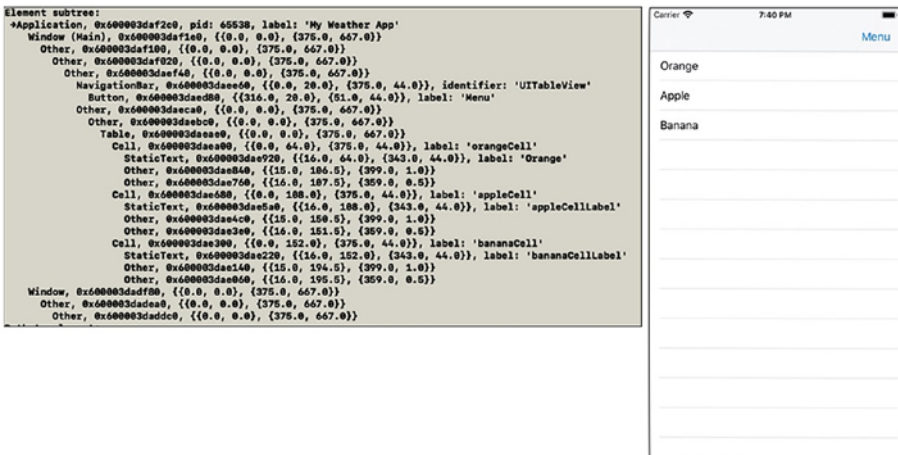 Element subtree:
→Application, 0x600003daf2c0, pid: 65538, label: 'My Weather App'
Window (Main), 0x600003daf1e0, {{0.0, 0.0}, {375.0, 667.0}}
Other, 0x600003daf100, {{0.0, 0.0}, {375.0, 667.0}}
Other, 0x600003daf020, {{0.0, 0.0}, {375.0, 667.0}}
Other, 0x600003daef40, {{0.0, 0.0}, {375.0, 667.0}}
NavigationBar, 0x600003daee60, {{0.0, 20.0}, {375.0, 44.0}}, identifier: 'UITableView'
Button, 0x600003daed80, {{316.0, 20.0}, {51.0, 44.0}}, label: 'Menu'
Other, 0x600003daeca0, {{0.0, 0.0}, {375.0, 667.0}}
Other, 0x600003daebc0, {{0.0, 0.0}, {375.0, 667.0}}
Table, 0x600003daeae0, {{0.0, 0.0}, {375.0, 667.0}}
Cell, 0x600003daea00, {{0.0, 64.0}, {375.0, 44.0}}, label: 'orangeCell'
StaticText, 0x600003dae920, {{16.0, 64.0}, {343.0, 44.0}}, label: 'Orange'
Other, 0x600003dae840, {{15.0, 106.5}, {399.0, 1.0}}
Other, 0x600003dae760, {{16.0, 107.5}, {359.0, 0.5}}
Cell, 0x600003dae680, {{0.0, 108.0}, {375.0, 44.0}}, label: 'appleCell'
StaticText, 0x600003dae5a0, {{16.0, 108.0}, {343.0, 44.0}}, label: 'appleCellLabel'
Other, 0x600003dae4c0, {{15.0, 150.5}, {399.0, 1.0}}
Other, 0x600003dae3e0, {{16.0, 151.5}, {359.0, 0.5}}
Cell, 0x600003dae300, {{0.0, 152.0}, {375.0, 44.0}}, label: 'bananaCell'
StaticText, 0x600003dae220, {{16.0, 152.0}, {343.0, 44.0}}, label: 'bananaCellLabel'
Other, 0x600003dae140, {{15.0, 194.5}, {399.0, 1.0}}
Other, 0x600003dae060, {{16.0, 195.5}, {359.0, 0.5}}
Window, 0x600003dadf80, {{0.0, 0.0}, {375.0, 667.0}}
Other, 0x600003dadea0, {{0.0, 0.0}, {375.0, 667.0}}
Other, 0x600003daddc0, {{0.0, 0.0}, {375.0, 667.0}}
Carrier 7:40 PM
Menu
Orange
Apple
Banana